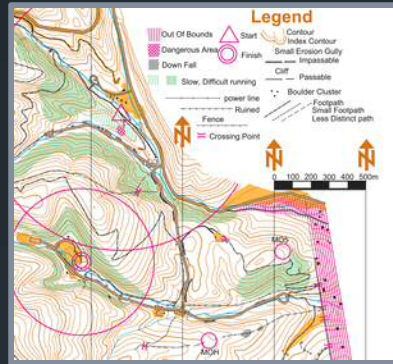 Legend
Out Of Bounds
Dangerous Area
Down Fall
Slow, Difficult running
Start
Finish
Contour
Index Contour
Small Erosion Gully
Impassable
Cliff
Passable
Boulder Cluster
Footpath
Small Footpath
Less Distinct path
power line
Ruined
Fence
Crossing Point
N
N
N
0 100 200 300 400 500m
MO5
MOH